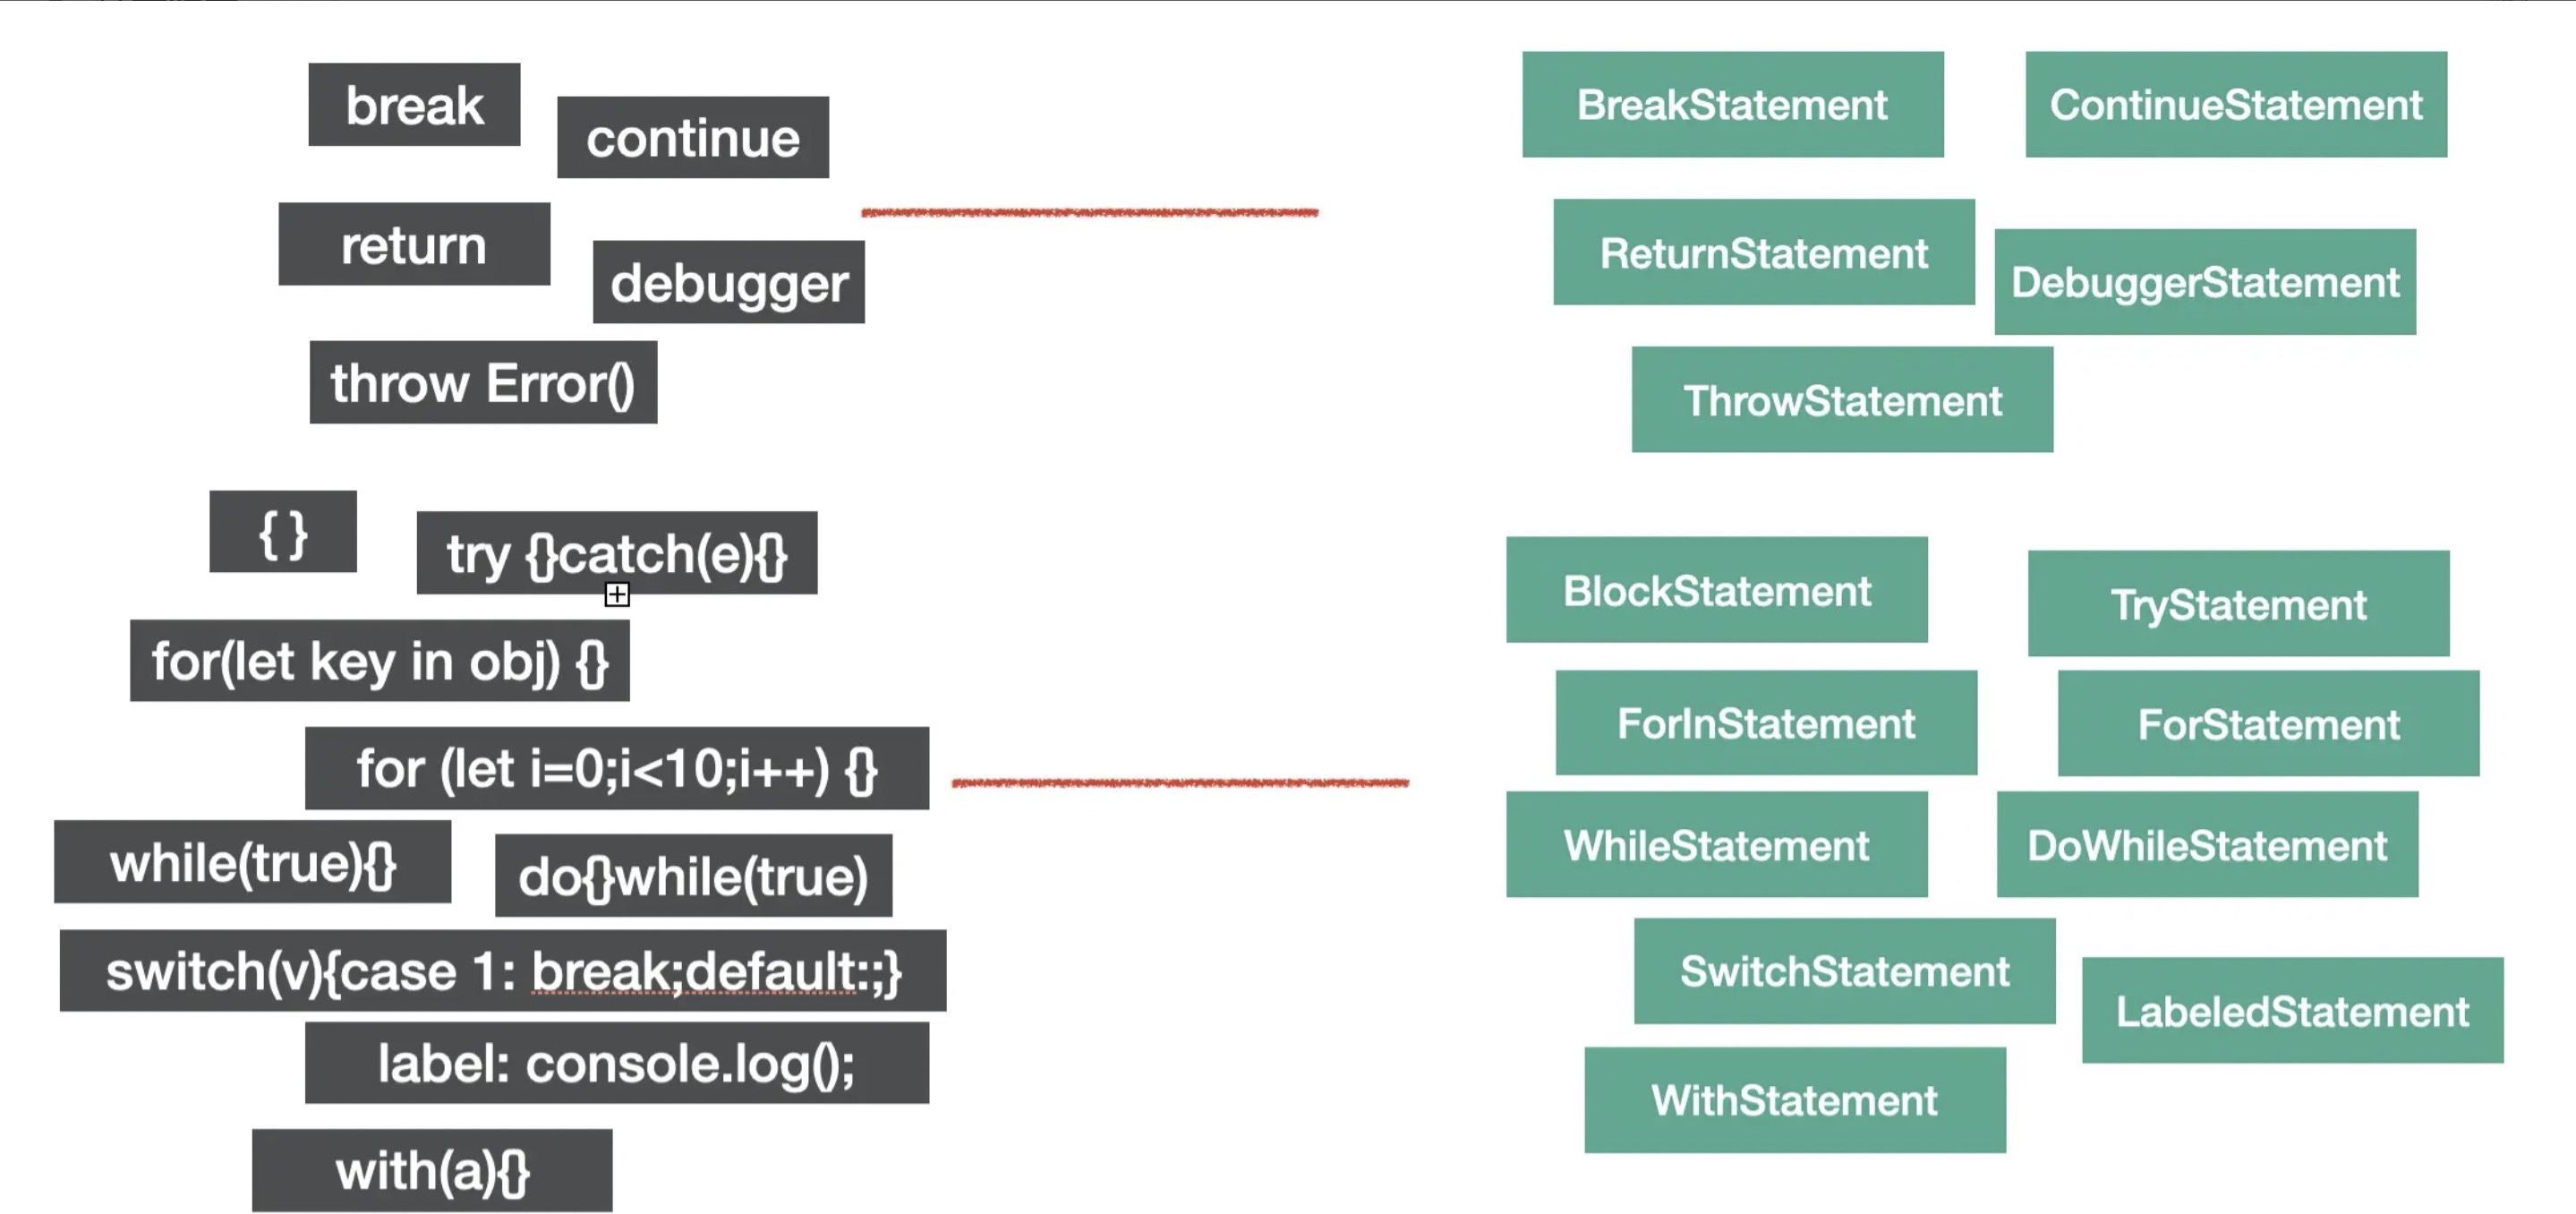 break
continue
return
debugger
throw Error()
{ }
try {}catch(e){}
for(let key in obj) {}
for (let i=0;i<10;i++) {}
while(true){}
do{}while(true)
switch(v){case 1: break;default:;}
label: console.log();
with(a){}
BreakStatement
ContinueStatement
ReturnStatement
DebuggerStatement
ThrowStatement
BlockStatement
TryStatement
ForInStatement
ForStatement
WhileStatement
DoWhileStatement
SwitchStatement
LabeledStatement
WithStatement